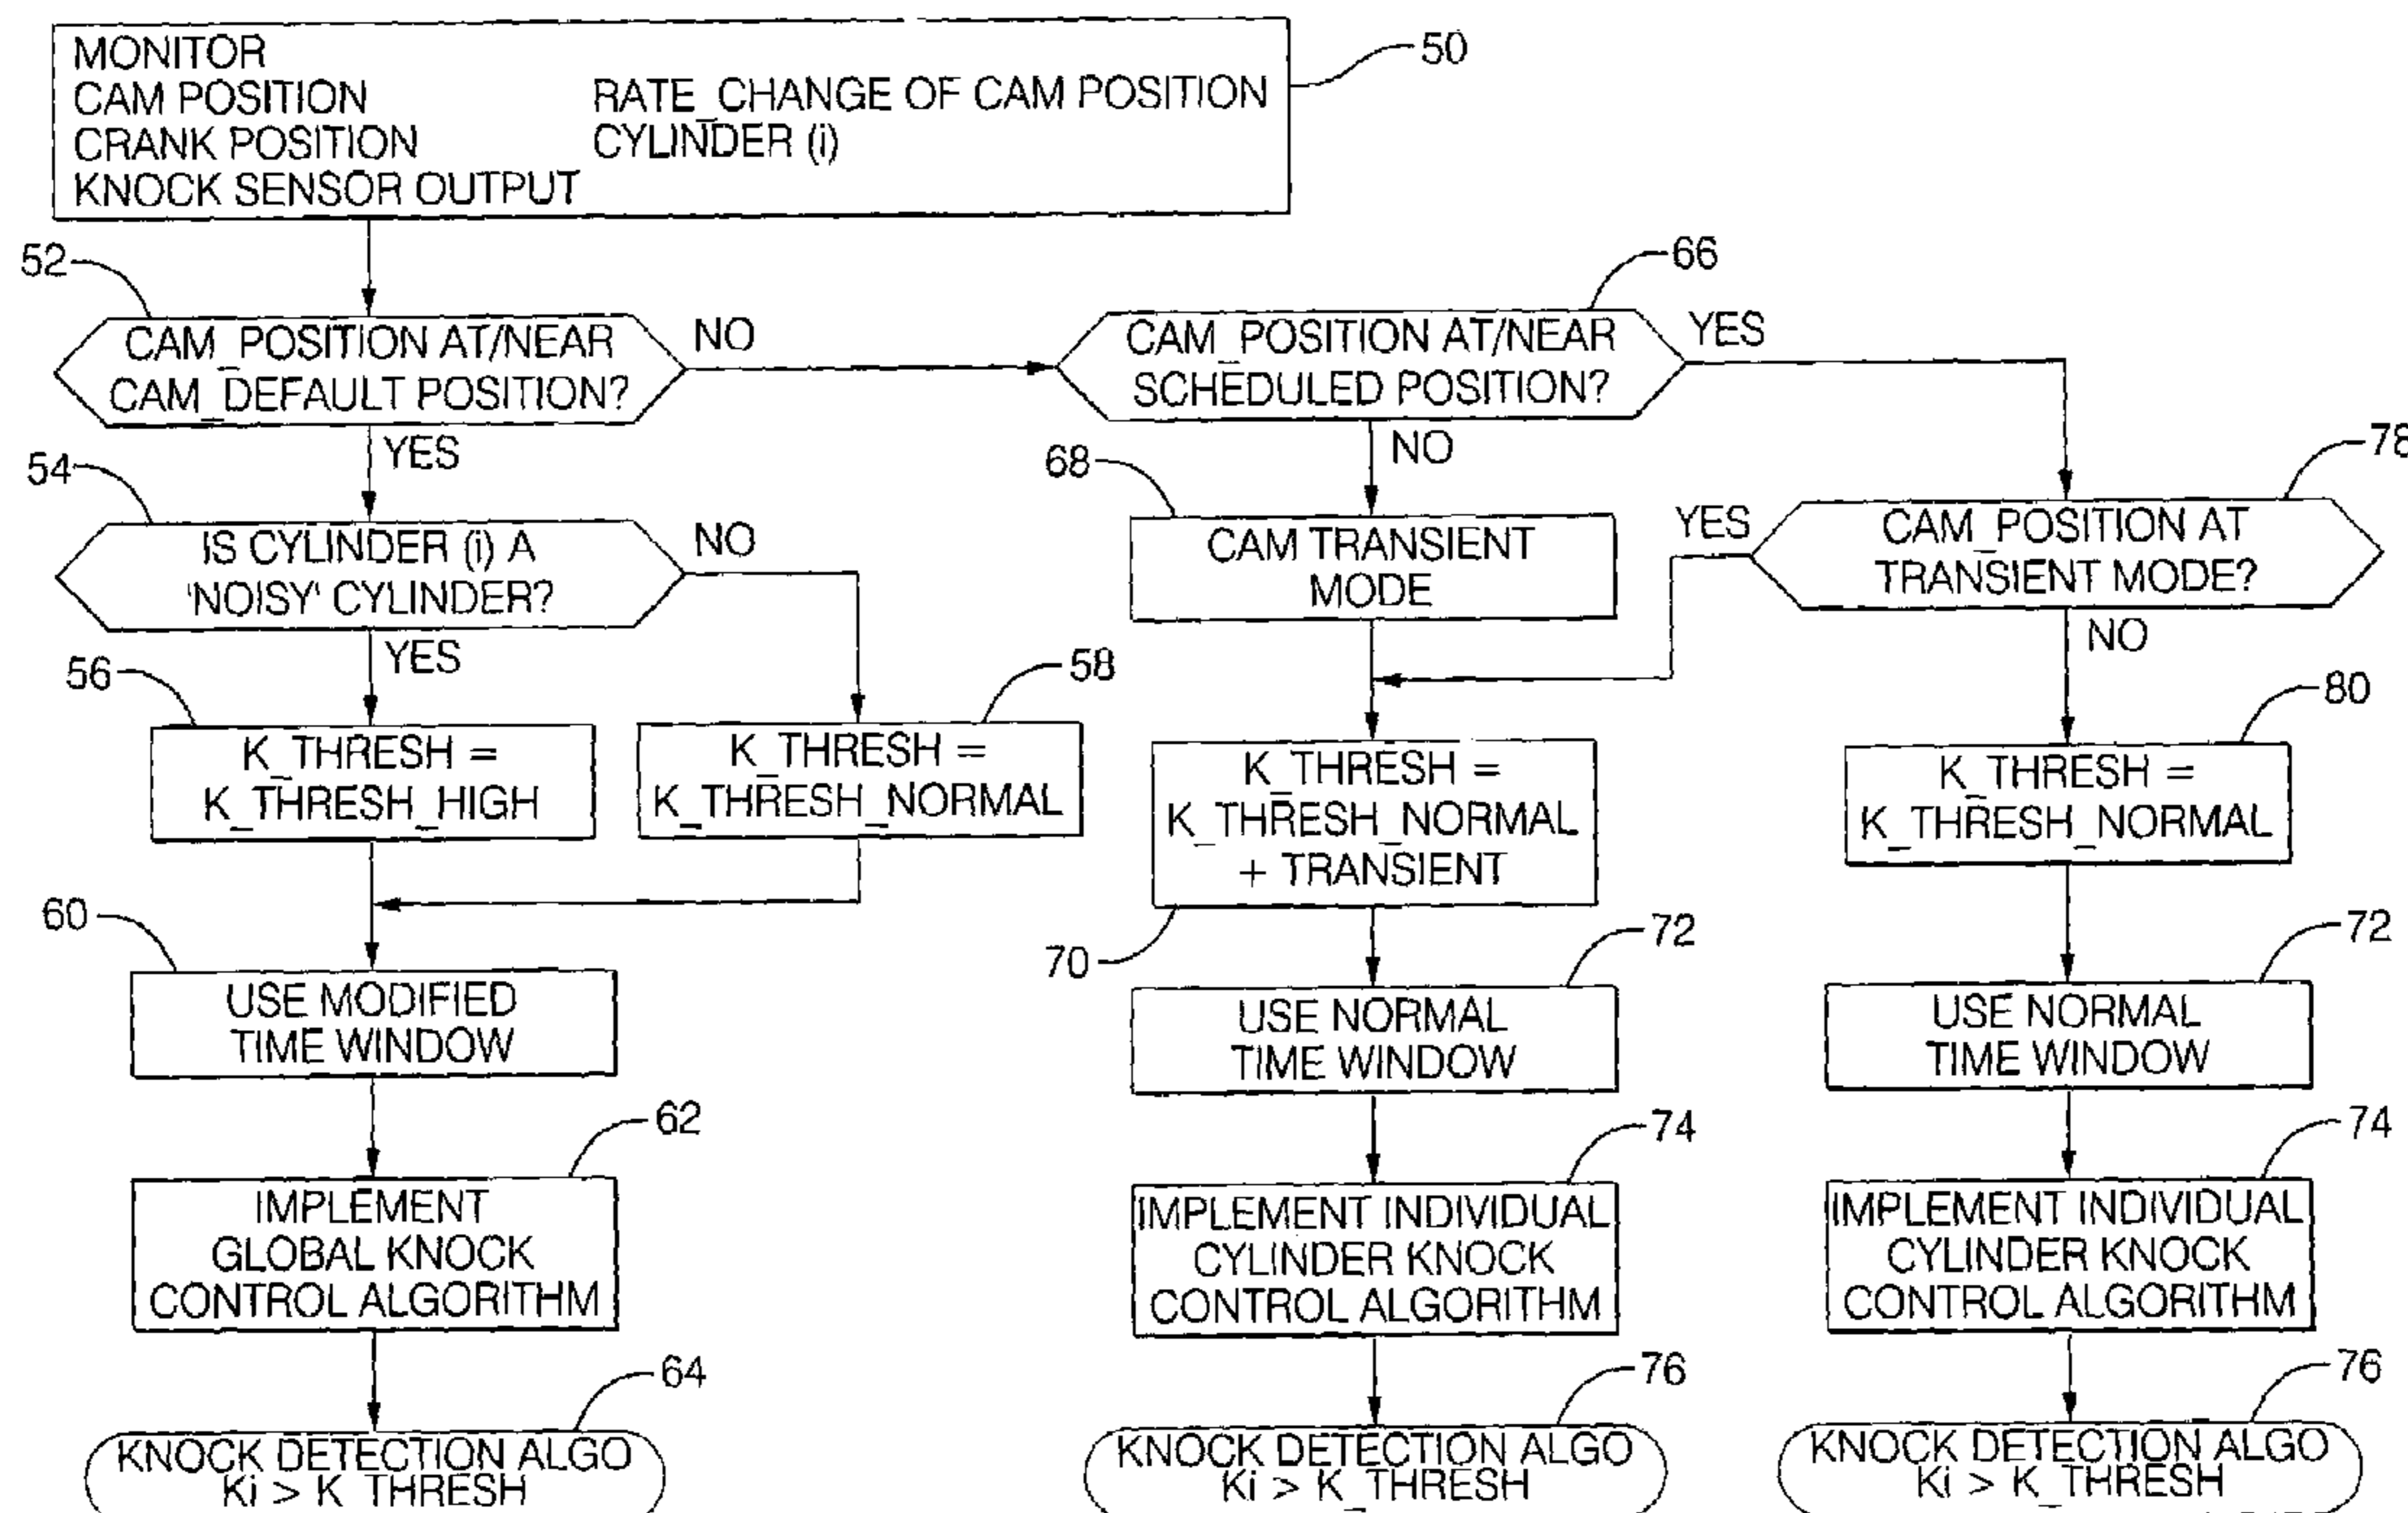 MONITOR
CAM POSITION
CRANK POSITION
KNOCK SENSOR OUTPUT
RATE_CHANGE OF CAM POSITION
CYLINDER (i)
50
52
CAM_POSITION AT/NEAR
CAM_DEFAULT POSITION?
NO
YES
66
CAM_POSITION AT/NEAR
SCHEDULED POSITION?
YES
NO
54
IS CYLINDER (i) A
'NOISY' CYLINDER?
NO
YES
68
CAM TRANSIENT
MODE
78
CAM_POSITION AT
TRANSIENT MODE?
YES
NO
56
K_THRESH =
K_THRESH_HIGH
58
K_THRESH =
K_THRESH_NORMAL
K_THRESH =
K_THRESH_NORMAL
+ TRANSIENT
70
80
K_THRESH =
K_THRESH_NORMAL
60
USE MODIFIED
TIME WINDOW
72
USE NORMAL
TIME WINDOW
72
USE NORMAL
TIME WINDOW
62
IMPLEMENT
GLOBAL KNOCK
CONTROL ALGORITHM
74
IMPLEMENT INDIVIDUAL
CYLINDER KNOCK
CONTROL ALGORITHM
74
IMPLEMENT INDIVIDUAL
CYLINDER KNOCK
CONTROL ALGORITHM
64
KNOCK DETECTION ALGO
Ki > K_THRESH
76
KNOCK DETECTION ALGO
Ki > K_THRESH
76
KNOCK DETECTION ALGO
Ki > K_THRESH